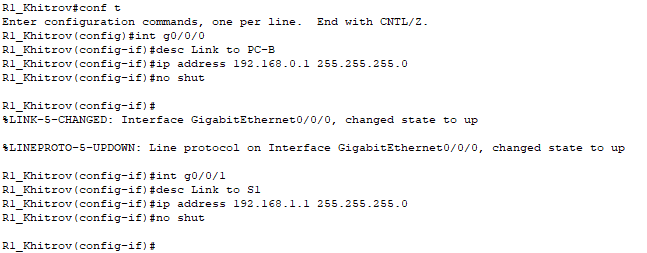 R1_Khitrov#conf t
Enter configuration commands, one per line.  End with CNTL/Z.
R1_Khitrov(config)#int g0/0/0
R1_Khitrov(config-if)#desc Link to PC-B
R1_Khitrov(config-if)#ip address 192.168.0.1 255.255.255.0
R1_Khitrov(config-if)#no shut
R1_Khitrov(config-if)#
%LINK-5-CHANGED: Interface GigabitEthernet0/0/0, changed state to up
%LINEPROTO-5-UPDOWN: Line protocol on Interface GigabitEthernet0/0/0, changed state to up
R1_Khitrov(config-if)#int g0/0/1
R1_Khitrov(config-if)#desc Link to S1
R1_Khitrov(config-if)#ip address 192.168.1.1 255.255.255.0
R1_Khitrov(config-if)#no shut
R1_Khitrov(config-if)#